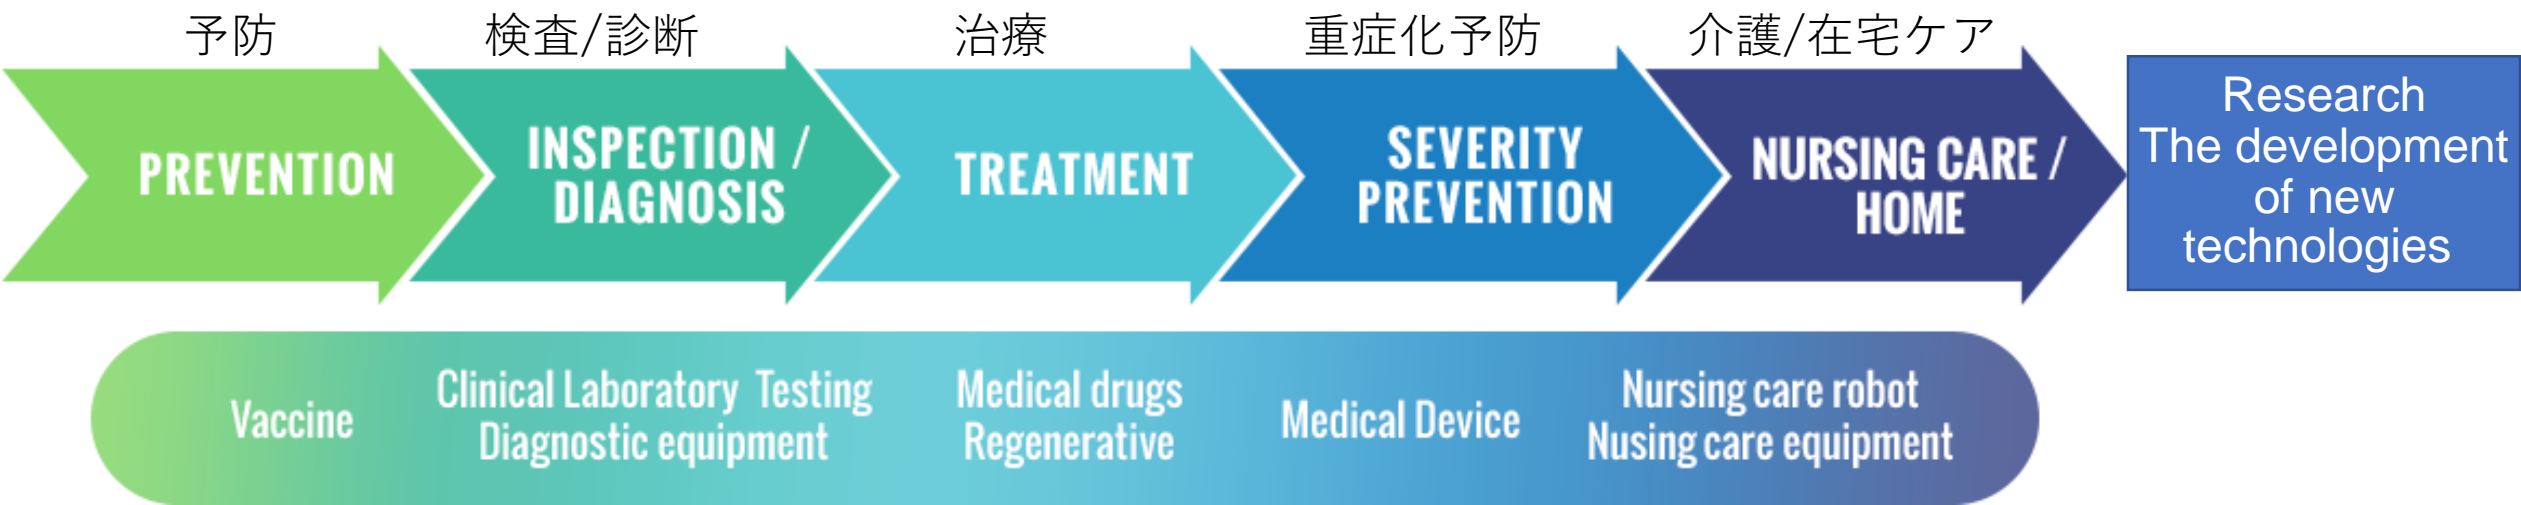 予防
検査/診断
治療
重症化予防
介護/在宅ケア
PREVENTION
INSPECTION /
DIAGNOSIS
TREATMENT
SEVERITY
PREVENTION
NURSING CARE /
HOME
Research
The development
of new
technologies
Vaccine
Clinical Laboratory Testing
Diagnostic equipment
Medical drugs
Regenerative
Medical Device
Nursing care robot
Nusing care equipment